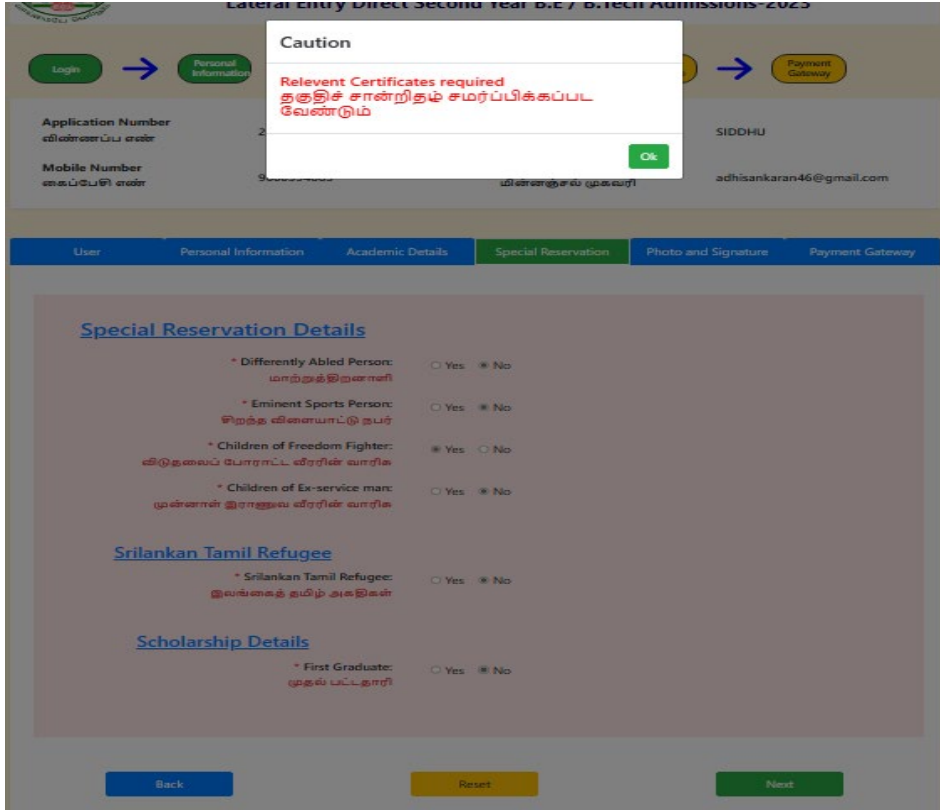 Lateral Entry Direct Second Year B.E / B.Tech Admissions-2023
Login
Personal Information
Payment Gateway
Caution
Relevent Certificates required
தகுதிச் சான்றிதழ் சமர்ப்பிக்கப்பட
வேண்டும்
Ok
Application Number
விண்ணப்ப எண்
2
SIDDHU
Mobile Number
கைப்பேசி எண்
மின்னஞ்சல் முகவரி
adhisankaran46@gmail.com
User Personal Information Academic Details Special Reservation Photo and Signature Payment Gateway
Special Reservation Details
* Differently Abled Person: Yes No
மாற்றுத்திறனாளி
* Eminent Sports Person: Yes No
சிறந்த விளையாட்டு நபர்
* Children of Freedom Fighter: Yes No
விடுதலைப் போராட்ட வீரரின் வாரிசு
* Children of Ex-service man: Yes No
முன்னாள் இராணுவ வீரரின் வாரிசு
Srilankan Tamil Refugee
* Srilankan Tamil Refugee: Yes No
இலங்கைத் தமிழ் அகதிகள்
Scholarship Details
* First Graduate: Yes No
முதல் பட்டதாரி
Back Reset Next